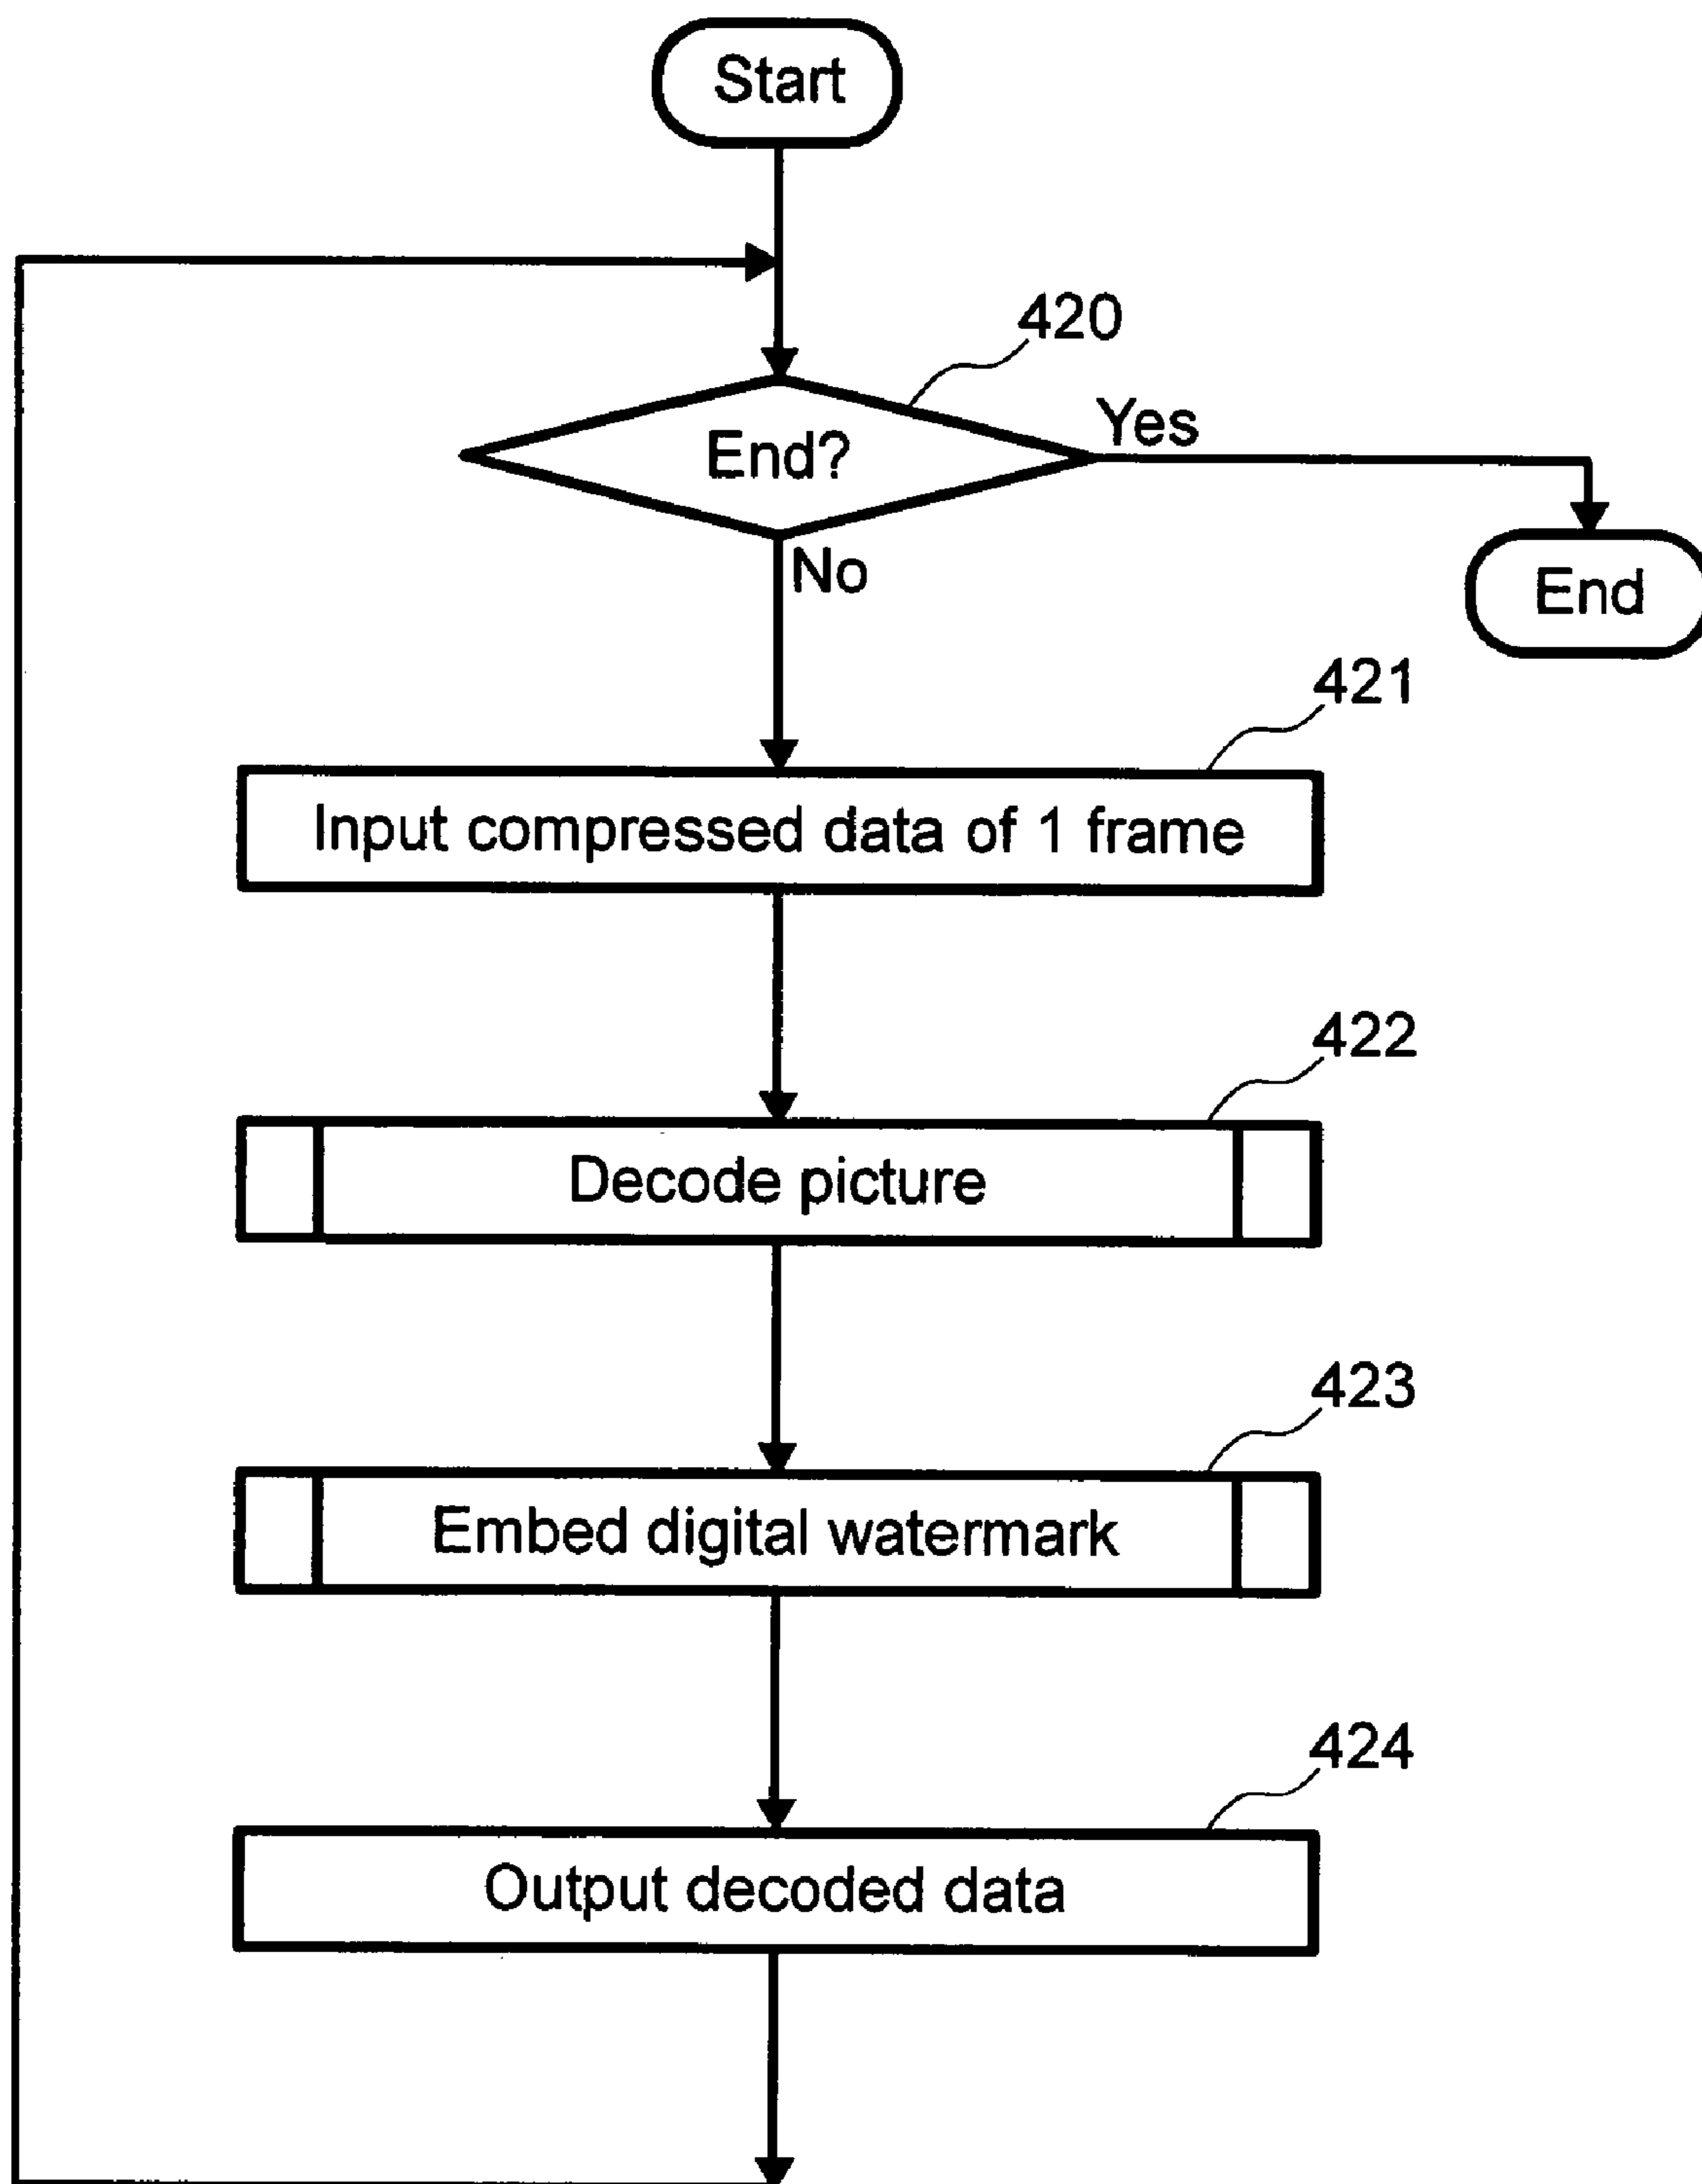 Start
420
End?
Yes
No
End
421
Input compressed data of 1 frame
422
Decode picture
423
Embed digital watermark
424
Output decoded data